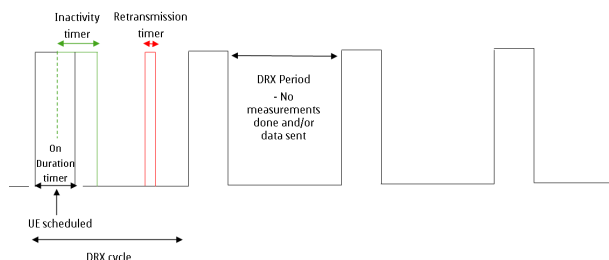 Inactivity
timer
Retransmission
timer
DRX Period
- No
measurements
done and/or
data sent
On
Duration
timer
UE scheduled
DRX cycle